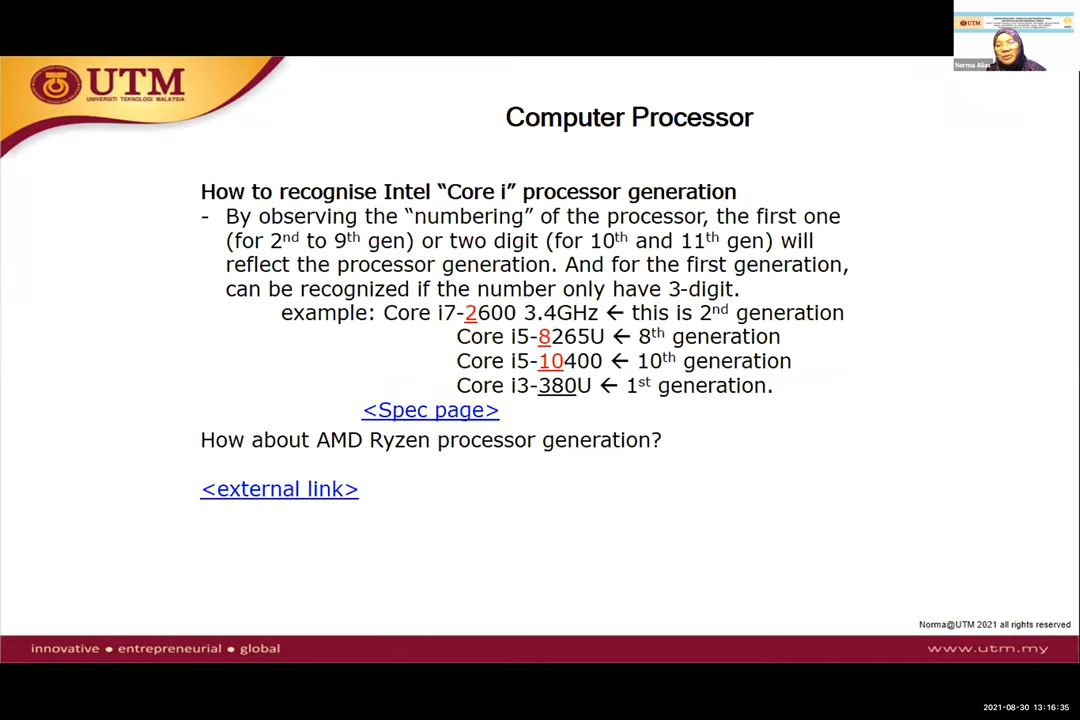 UTM
UNIVERSITI TEKNOLOGI MALAYSIA
UTM
Norma Alias
Computer Processor
How to recognise Intel “Core i” processor generation
- By observing the “numbering” of the processor, the first one
(for 2nd to 9th gen) or two digit (for 10th and 11th gen) will
reflect the processor generation. And for the first generation,
can be recognized if the number only have 3-digit.
example: Core i7-2600 3.4GHz ← this is 2nd generation
Core i5-8265U ← 8th generation
Core i5-10400 ← 10th generation
Core i3-380U ← 1st generation.
<Spec page>
How about AMD Ryzen processor generation?
<external link>
Norma@UTM 2021 all rights reserved
innovative ● entrepreneurial ● global
www.utm.my
2021-08-30 13:16:35